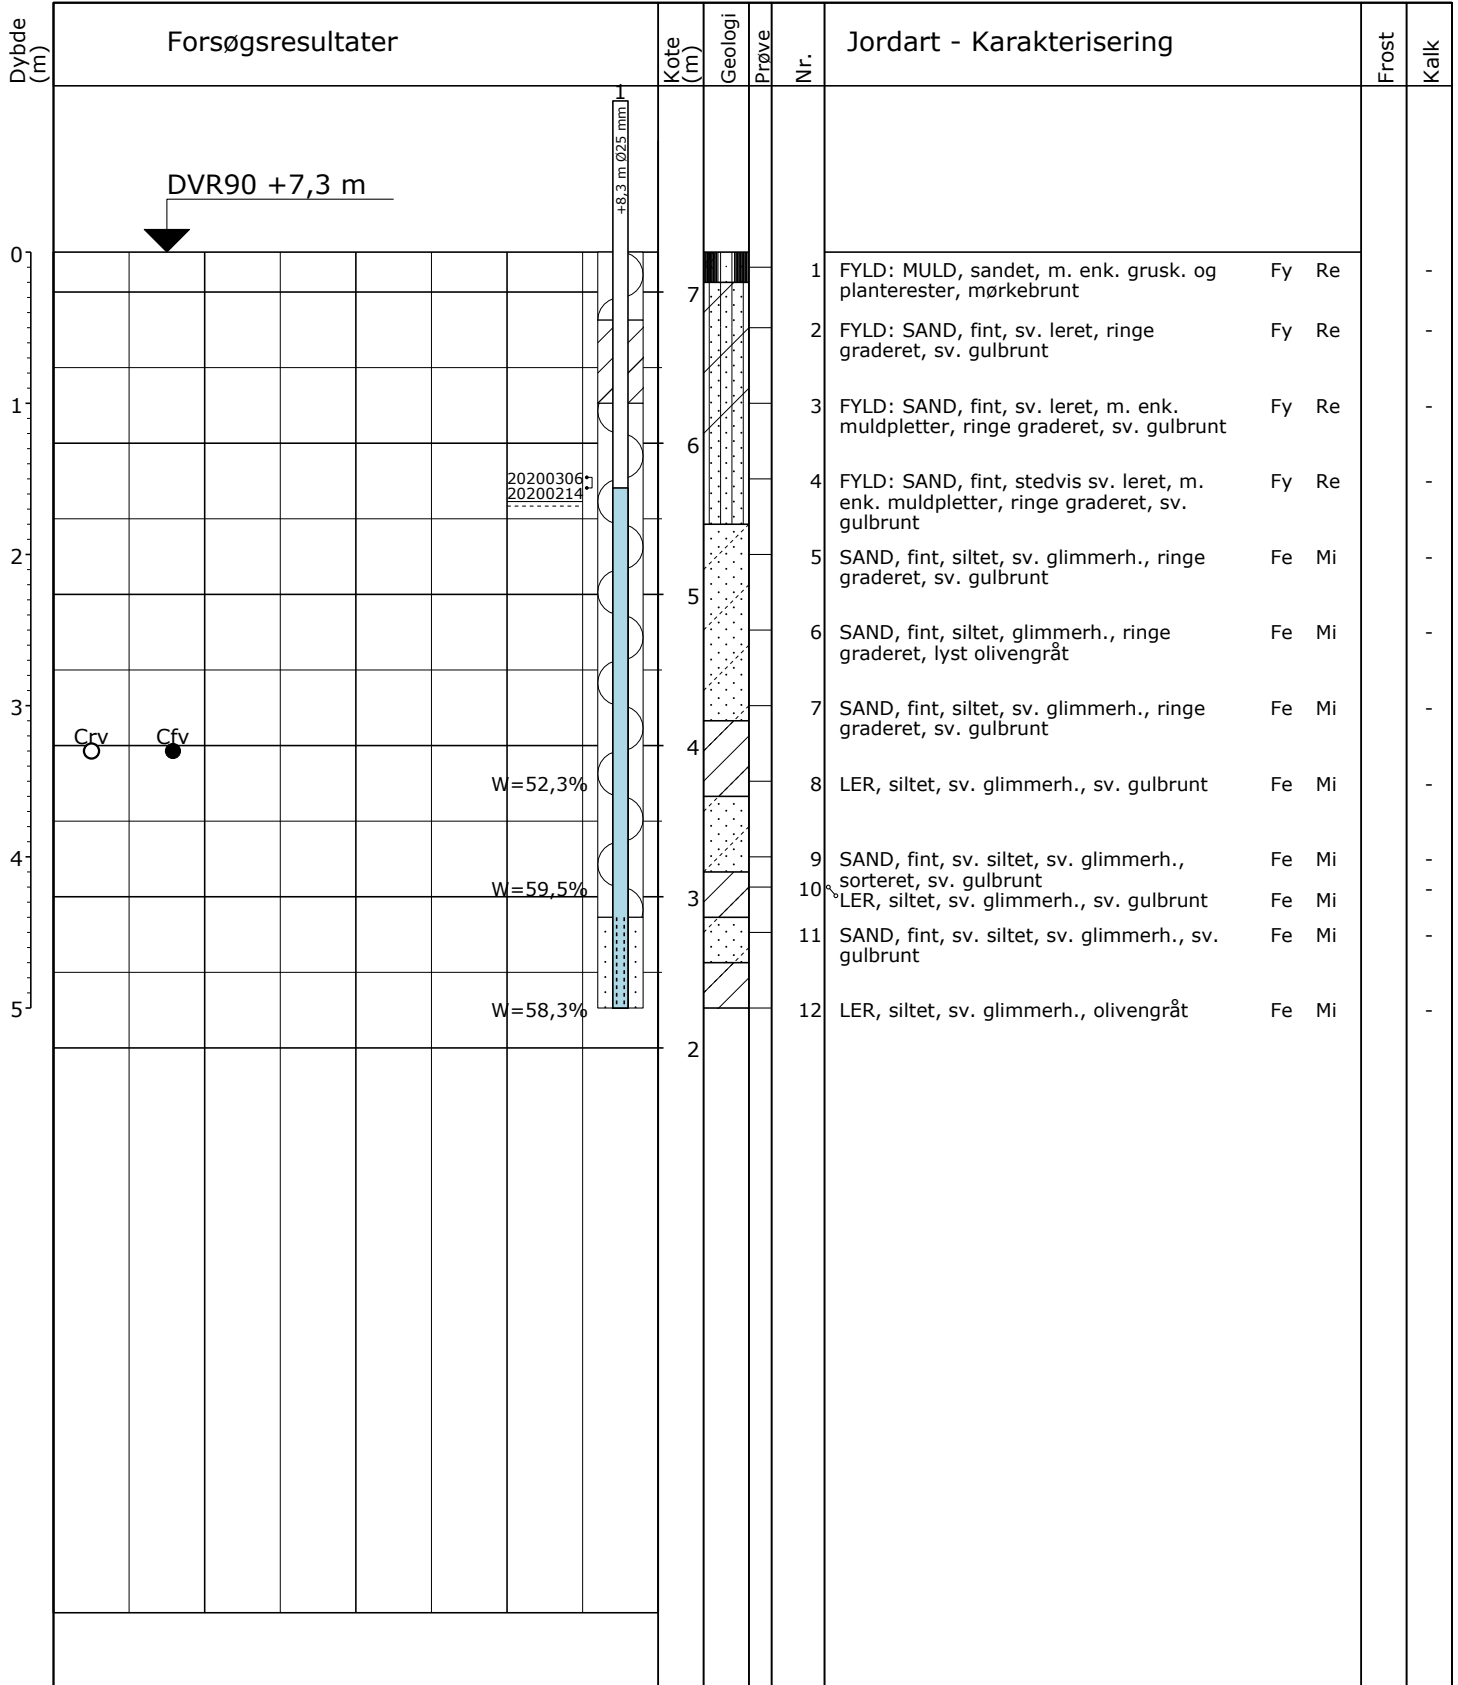 Dybde
(m)
Forsøgsresultater
Kote
(m)
Geologi
Prøve
Nr.
Jordart - Karakterisering
Frost
Kalk
1
+8,3 m Ø25 mm
DVR90 +7,3 m
0
1 FYLD: MULD, sandet, m. enk. grusk. og Fy Re -
planterester, mørkebrunt
7
2 FYLD: SAND, fint, sv. leret, ringe Fy Re -
graderet, sv. gulbrunt
1
3 FYLD: SAND, fint, sv. leret, m. enk. Fy Re -
muldpletter, ringe graderet, sv. gulbrunt
6
20200306
20200214
4 FYLD: SAND, fint, stedvis sv. leret, m. Fy Re -
enk. muldpletter, ringe graderet, sv.
gulbrunt
2
5 SAND, fint, siltet, sv. glimmerh., ringe Fe Mi -
graderet, sv. gulbrunt
5
6 SAND, fint, siltet, glimmerh., ringe Fe Mi -
graderet, lyst olivengråt
3
7 SAND, fint, siltet, sv. glimmerh., ringe Fe Mi -
graderet, sv. gulbrunt
Crv Cfv
4
W=52,3%
8 LER, siltet, sv. glimmerh., sv. gulbrunt Fe Mi -
4
9 SAND, fint, sv. siltet, sv. glimmerh., Fe Mi -
sorteret, sv. gulbrunt
W=59,5%
3
10 LER, siltet, sv. glimmerh., sv. gulbrunt Fe Mi -
11 SAND, fint, sv. siltet, sv. glimmerh., sv. Fe Mi -
gulbrunt
5
W=58,3%
12 LER, siltet, sv. glimmerh., olivengråt Fe Mi -
2